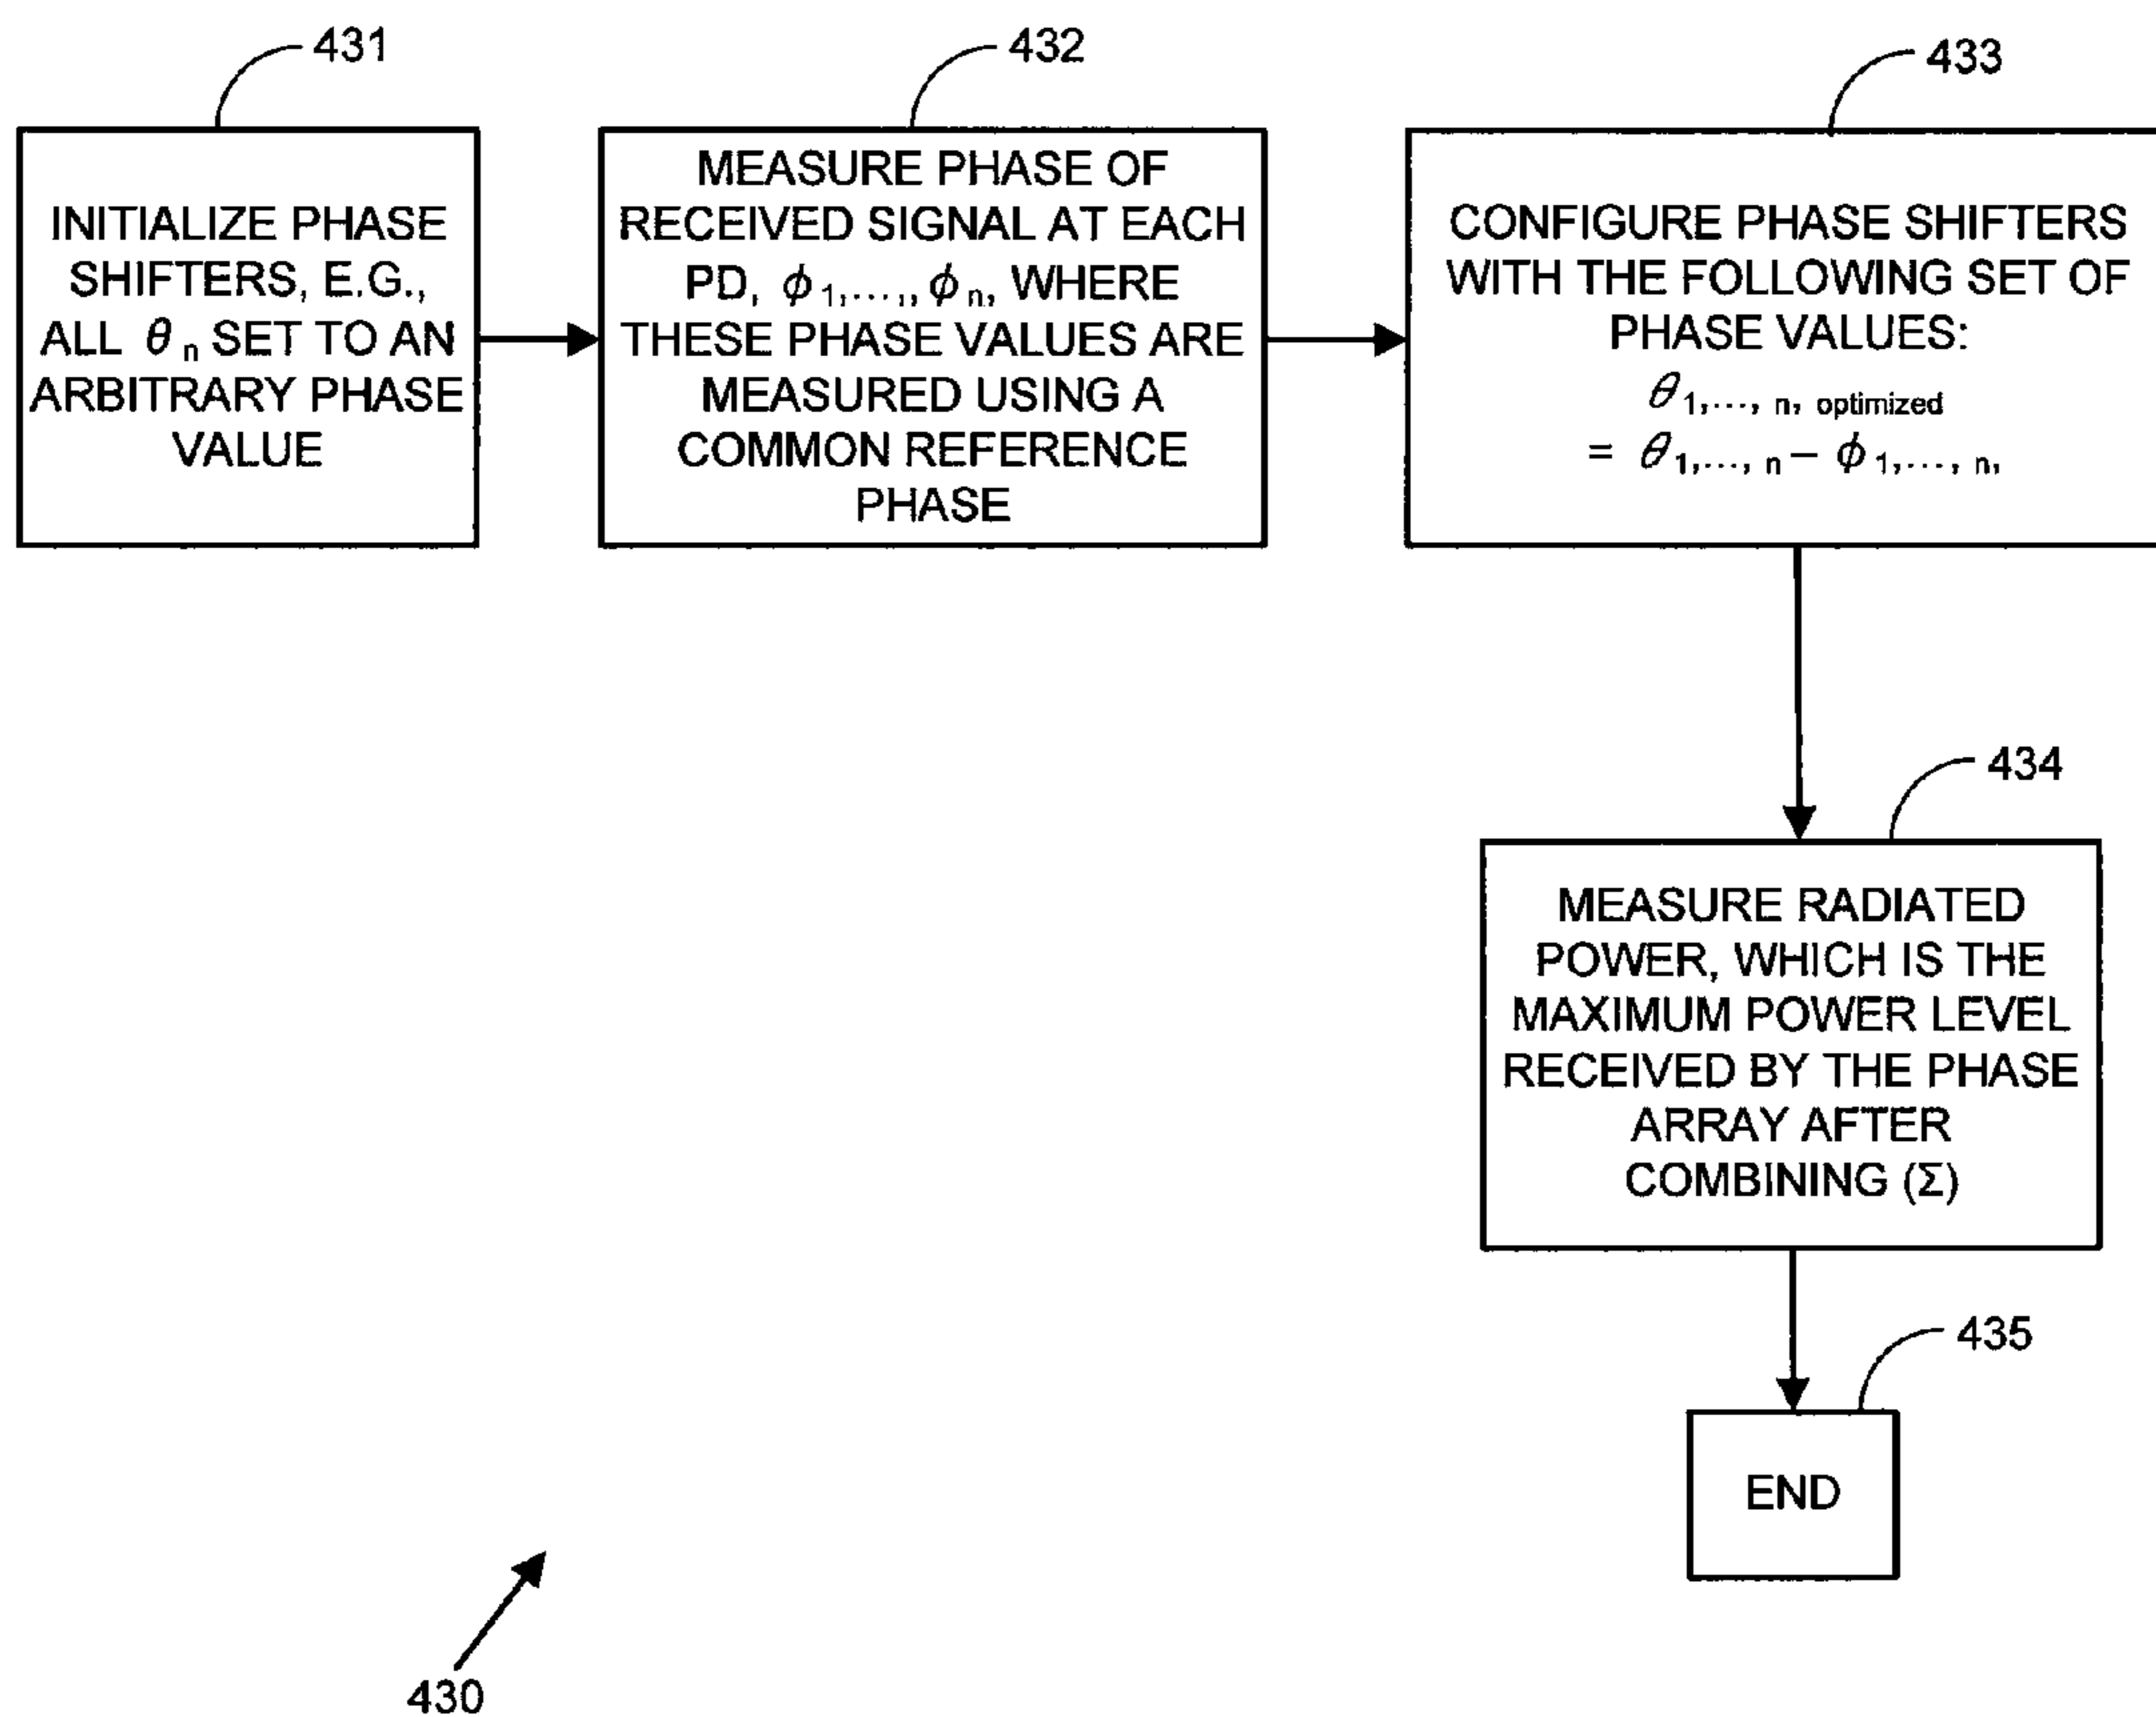 431
INITIALIZE PHASE
SHIFTERS, E.G.,
ALL θn SET TO AN
ARBITRARY PHASE
VALUE
432
MEASURE PHASE OF
RECEIVED SIGNAL AT EACH
PD, ϕ1,...,, ϕn, WHERE
THESE PHASE VALUES ARE
MEASURED USING A
COMMON REFERENCE
PHASE
433
CONFIGURE PHASE SHIFTERS
WITH THE FOLLOWING SET OF
PHASE VALUES:
θ1,..., n, optimized
= θ1,..., n – ϕ1,..., n,
434
MEASURE RADIATED
POWER, WHICH IS THE
MAXIMUM POWER LEVEL
RECEIVED BY THE PHASE
ARRAY AFTER
COMBINING (Σ)
435
END
430